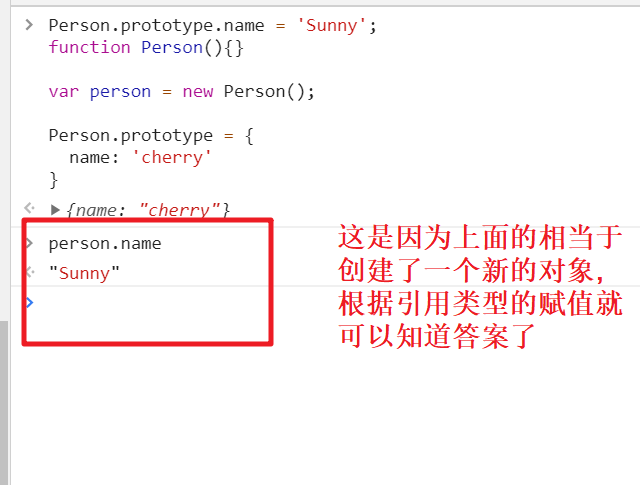 Person.prototype.name = 'Sunny';
function Person(){}
var person = new Person();
Person.prototype = {
name: 'cherry'
}
{name: "cherry"}
person.name
"Sunny"
这是因为上面的相当于
创建了一个新的对象，
根据引用类型的赋值就
可以知道答案了